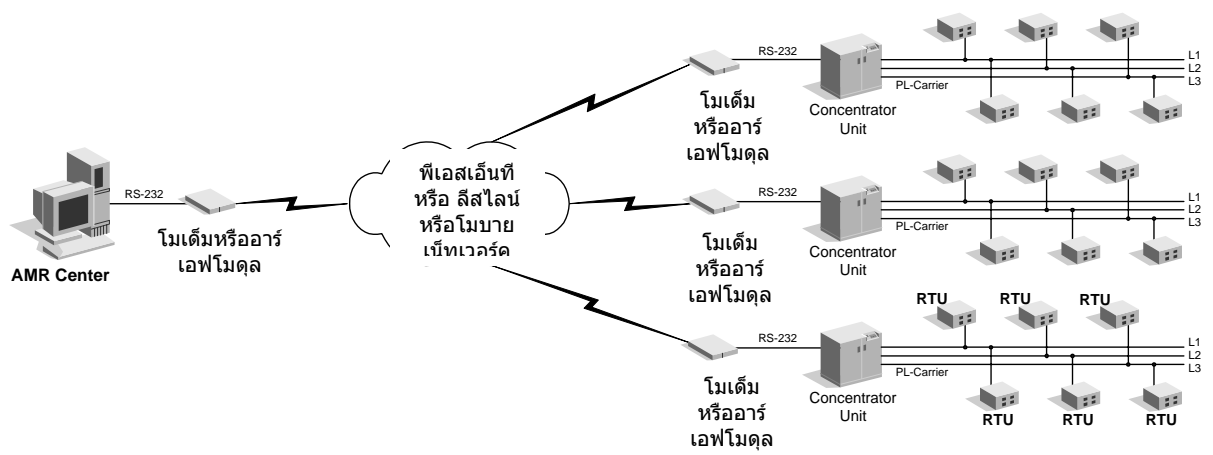 RS-232
L1
L2
L3
PL-Carrier
Concentrator
Unit
โมเด็ม
หรืออาร์
เอฟโมดุล
พีเอสเอ็นที
หรือ ลีสไลน์
หรือโมบาย
เน็ทเวอร์ค
RS-232
โมเด็มหรืออาร์
เอฟโมดุล
AMR Center
RS-232
L1
L2
L3
PL-Carrier
Concentrator
Unit
โมเด็ม
หรืออาร์
เอฟโมดุล
RTU
RTU
RTU
RS-232
L1
L2
L3
PL-Carrier
Concentrator
Unit
โมเด็ม
หรืออาร์
เอฟโมดุล
RTU
RTU
RTU